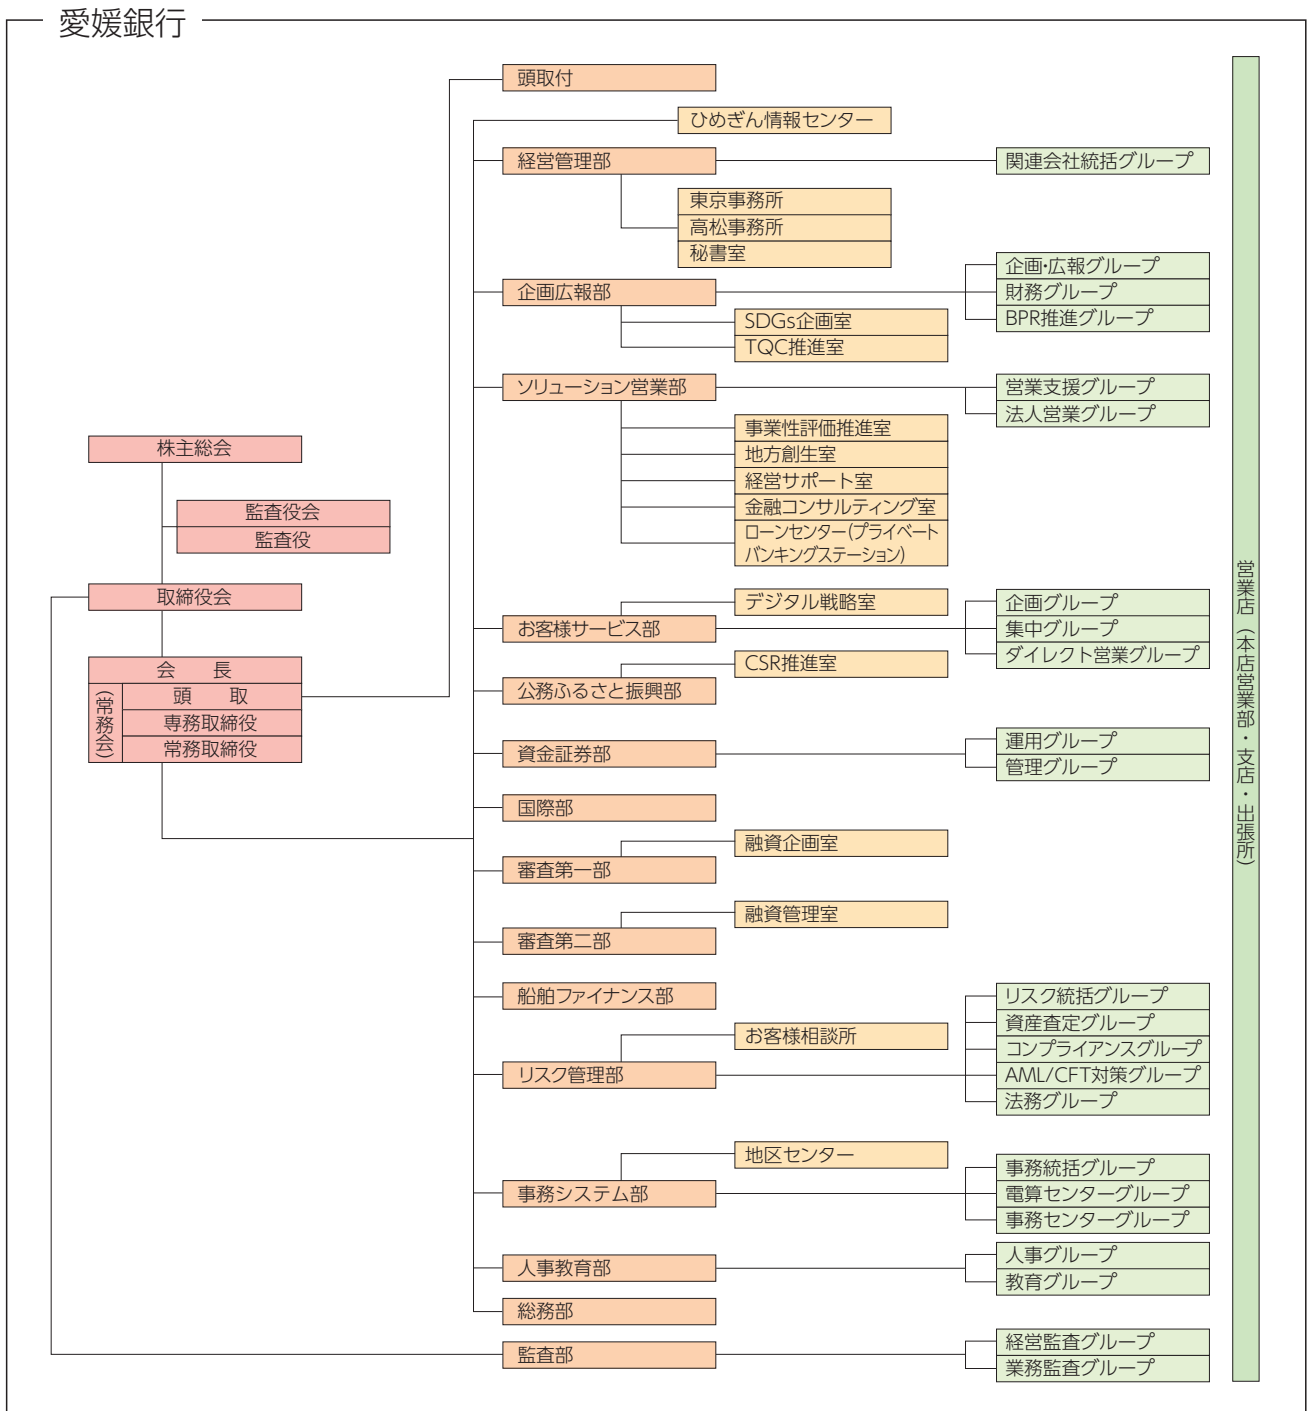 愛媛銀行
頭取付
ひめぎん情報センター
経営管理部
関連会社統括グループ
東京事務所
高松事務所
秘書室
企画広報部
企画・広報グループ
財務グループ
BPR推進グループ
SDGs企画室
TQC推進室
ソリューション営業部
営業支援グループ
法人営業グループ
事業性評価推進室
地方創生室
経営サポート室
金融コンサルティング室
ローンセンター(プライベート
バンキングステーション)
株主総会
監査役会
監査役
取締役会
会長
(常務会)
頭取
専務取締役
常務取締役
デジタル戦略室
お客様サービス部
企画グループ
集中グループ
ダイレクト営業グループ
CSR推進室
公務ふるさと振興部
資金証券部
運用グループ
管理グループ
国際部
融資企画室
審査第一部
融資管理室
審査第二部
船舶ファイナンス部
お客様相談所
リスク管理部
リスク統括グループ
資産査定グループ
コンプライアンスグループ
AML/CFT対策グループ
法務グループ
地区センター
事務システム部
事務統括グループ
電算センターグループ
事務センターグループ
人事教育部
人事グループ
教育グループ
総務部
監査部
経営監査グループ
業務監査グループ
営業店(本店営業部・支店・出張所)